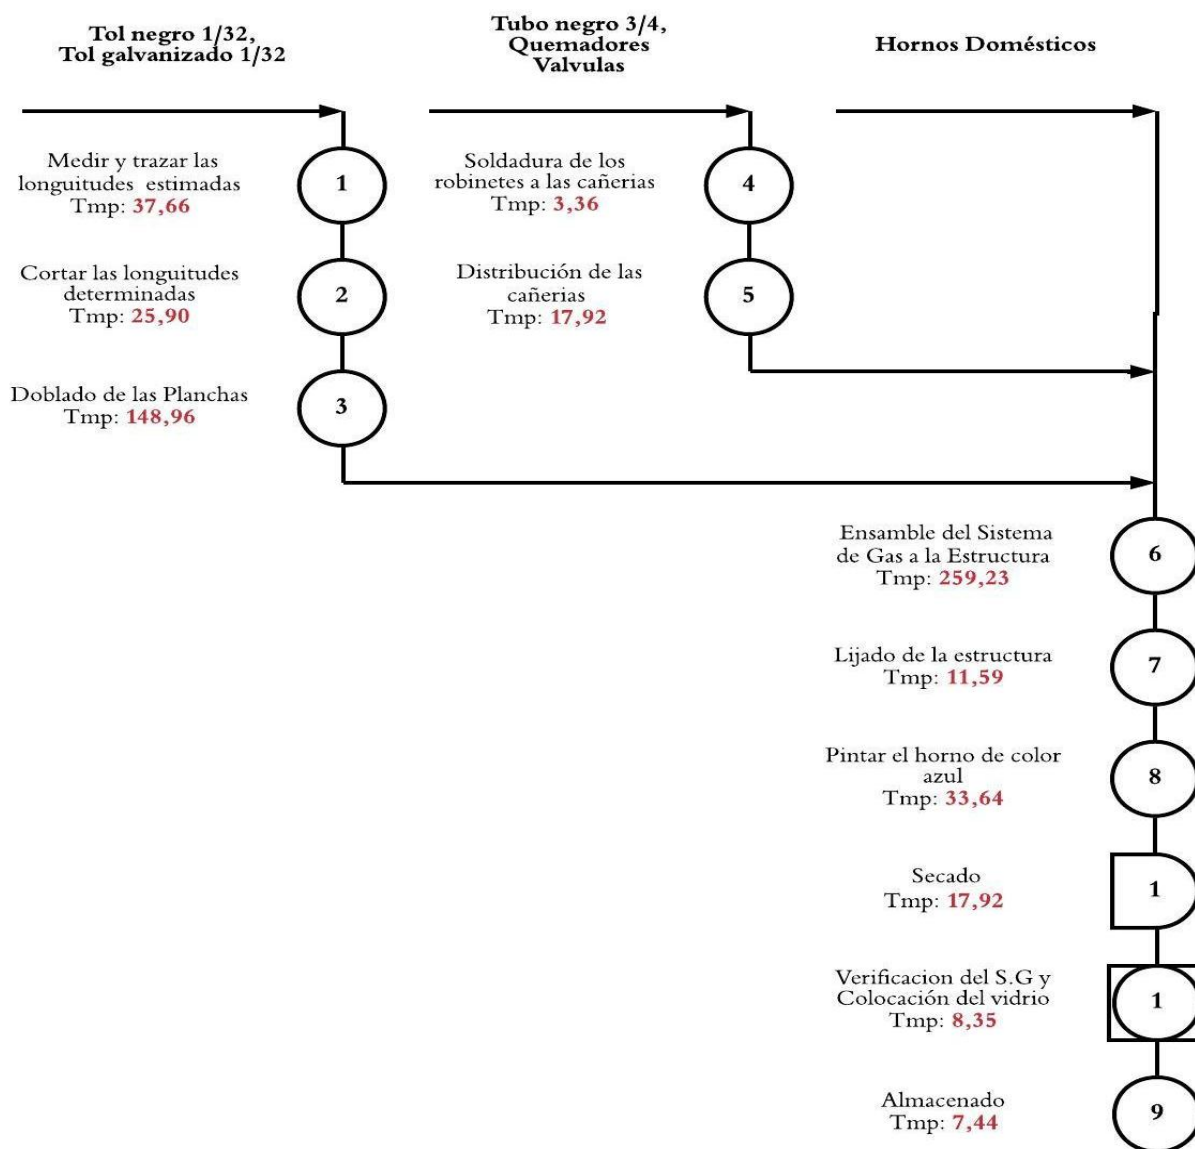 Tol negro 1/32,
Tol galvanizado 1/32
Tubo negro 3/4,
Quemadores
Valvulas
Hornos Domésticos
Medir y trazar las
longuitudes estimadas
Tmp: 37,66
1
Cortar las longuitudes
determinadas
Tmp: 25,90
2
Doblado de las Planchas
Tmp: 148,96
3
Soldadura de los
robinetes a las cañerias
Tmp: 3,36
4
Distribución de las
cañerias
Tmp: 17,92
5
Ensamble del Sistema
de Gas a la Estructura
Tmp: 259,23
6
Lijado de la estructura
Tmp: 11,59
7
Pintar el horno de color
azul
Tmp: 33,64
8
Secado
Tmp: 17,92
1
Verificacion del S.G y
Colocación del vidrio
Tmp: 8,35
1
Almacenado
Tmp: 7,44
9